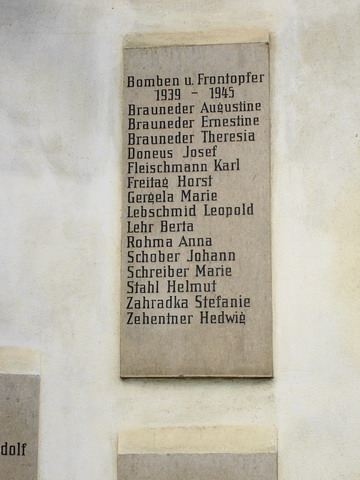 Bomben u. Frontopfer
1939 - 1945
Brauneder Augustine
Brauneder Ernestine
Brauneder Theresia
Doneus Josef
Fleischmann Karl
Freitag Horst
Gergela Marie
Lebschmid Leopold
Lehr Berta
Rohma Anna
Schober Johann
Schreiber Marie
Stahl Helmut
Zahradka Stefanie
Zehentner Hedwig
dolf